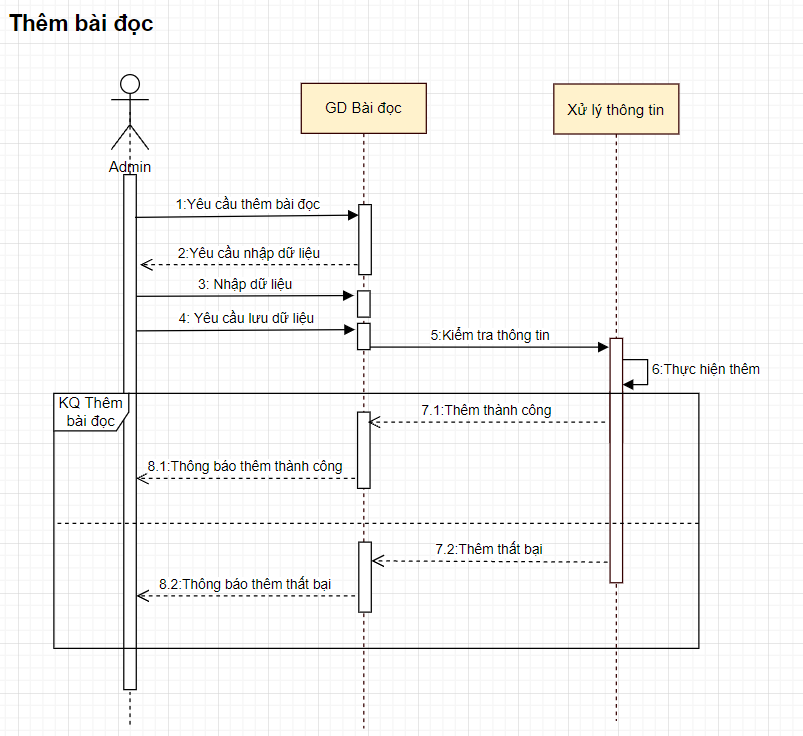 Thêm bài đọc
GD Bài đọc
Xử lý thông tin
Admin
1:Yêu cầu thêm bài đọc
2:Yêu cầu nhập dữ liệu
3: Nhập dữ liệu
4: Yêu cầu lưu dữ liệu
5:Kiểm tra thông tin
6:Thực hiện thêm
KQ Thêm
bài đọc
7.1:Thêm thành công
8.1:Thông báo thêm thành công
7.2:Thêm thất bại
8.2:Thông báo thêm thất bại